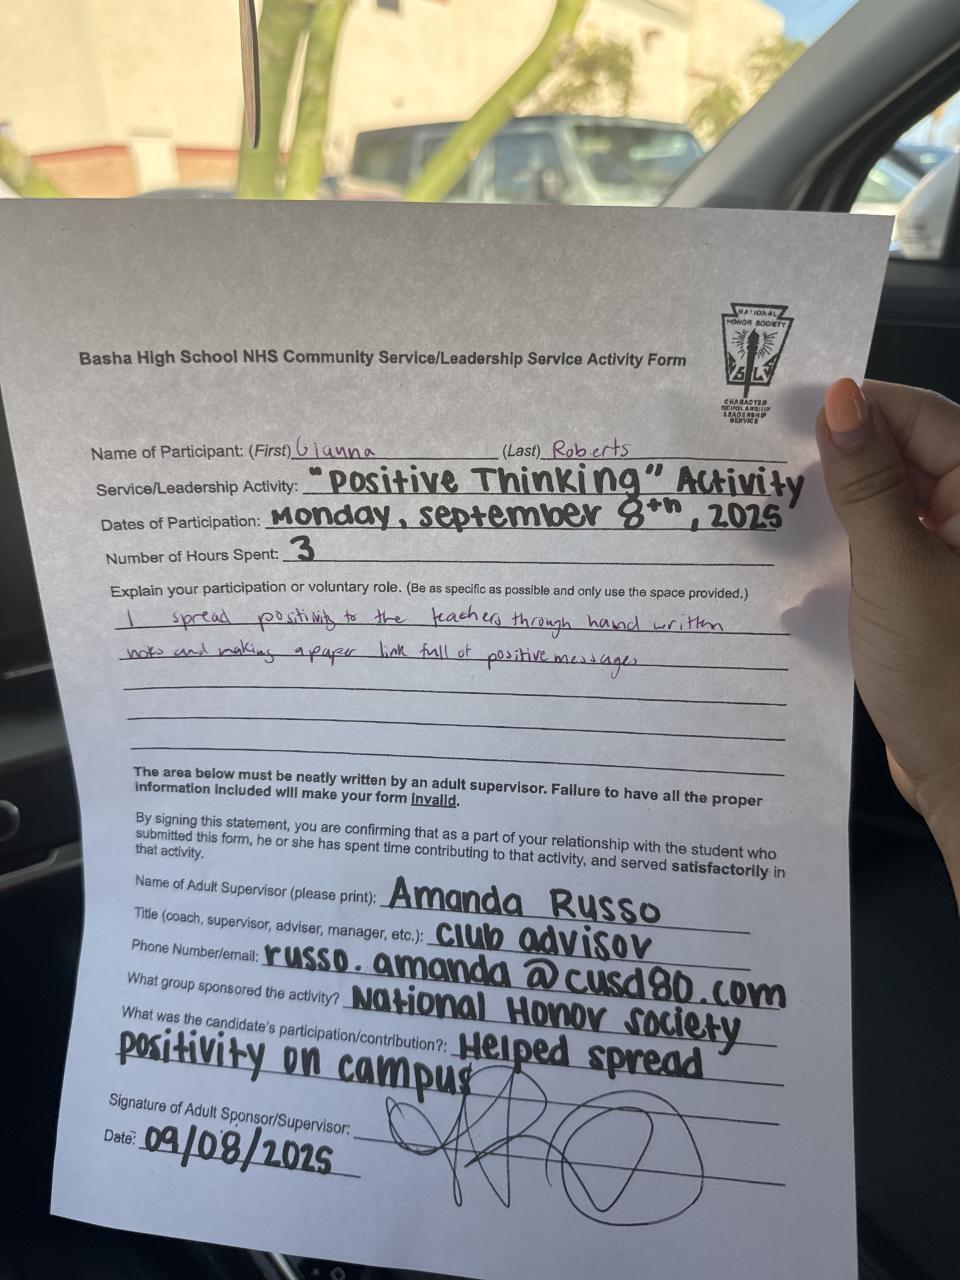 NATIONAL
HONOR SOCIETY
S L
CHARACTER
SCHOLARSHIP
LEADERSHIP
SERVICE
Basha High School NHS Community Service/Leadership Service Activity Form
Name of Participant: (First) Gianna (Last) Roberts
Service/Leadership Activity: "Positive Thinking" Activity
Dates of Participation: Monday, september 8th, 2025
Number of Hours Spent: 3
Explain your participation or voluntary role. (Be as specific as possible and only use the space provided.)
I spread positivity to the teachers through hand written
notes and making a paper link full of positive messages
The area below must be neatly written by an adult supervisor. Failure to have all the proper
information included will make your form Invalid.
By signing this statement, you are confirming that as a part of your relationship with the student who
submitted this form, he or she has spent time contributing to that activity, and served satisfactorily in
that activity.
Name of Adult Supervisor (please print): Amanda Russo
Title (coach, supervisor, adviser, manager, etc.): Club advisor
Phone Number/email: russo.amanda@cusd80.com
What group sponsored the activity? National Honor Society
What was the candidate's participation/contribution?: Helped spread
positivity on campus
Signature of Adult Sponsor/Supervisor:
Date: 09/08/2025